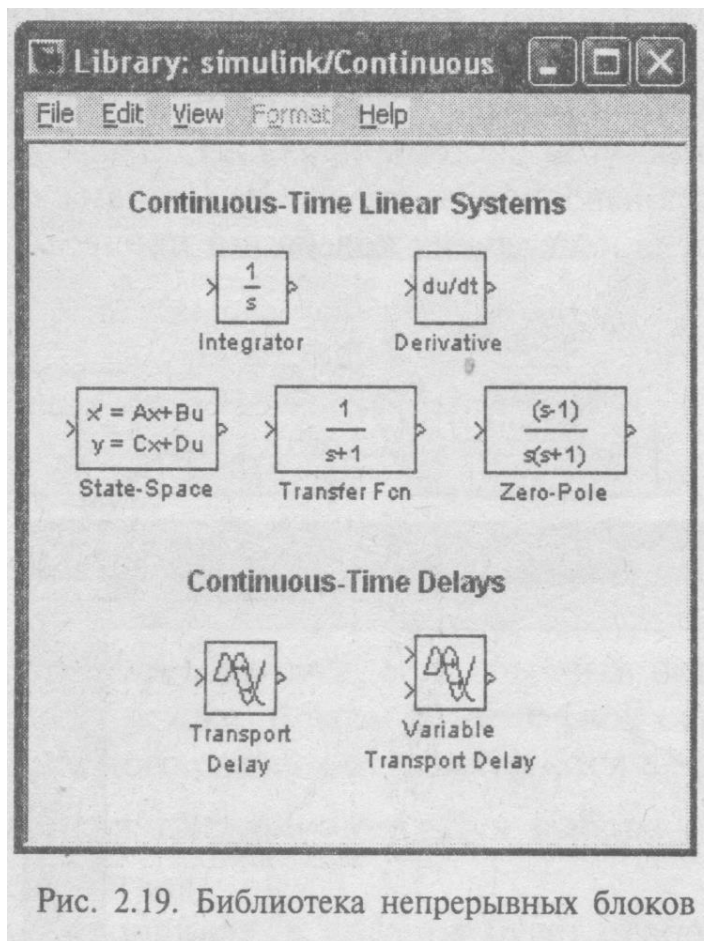 Library: simulink/Continuous
File Edit View Format Help
Continuous-Time Linear Systems
1
s
Integrator
du/dt
Derivative
x' = Ax+Bu
y = Cx+Du
State-Space
1
s+1
Transfer Fcn
(s-1)
s(s+1)
Zero-Pole
Continuous-Time Delays
Transport
Delay
Variable
Transport Delay
Рис. 2.19. Библиотека непрерывных блоков